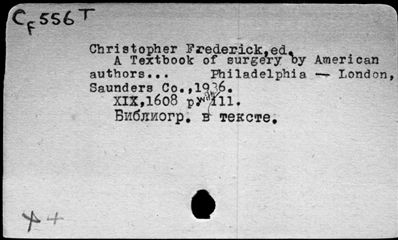 Cf 556 T
Christopher Frederick, ed.
A Textbook of surgery by American
authors... Philadelphia — London,
Saunders Co., 1936.
XIX, 1608 p. ill.
Библиогр. в тексте.